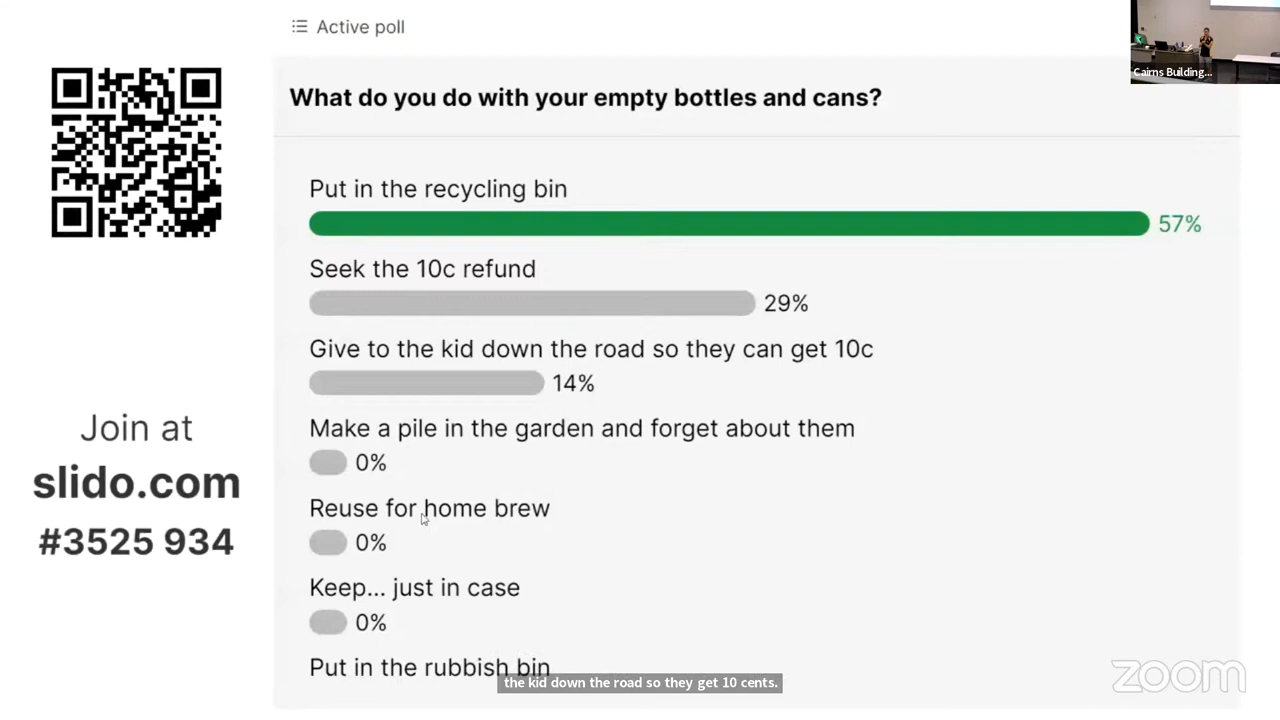 Active poll
Cairns Building...
What do you do with your empty bottles and cans?
Put in the recycling bin
57%
Seek the 10c refund
29%
Give to the kid down the road so they can get 10c
14%
Make a pile in the garden and forget about them
0%
Reuse for home brew
0%
Keep... just in case
0%
Put in the rubbish bin
Join at
slido.com
#3525 934
the kid down the road so they get 10 cents.
zoom